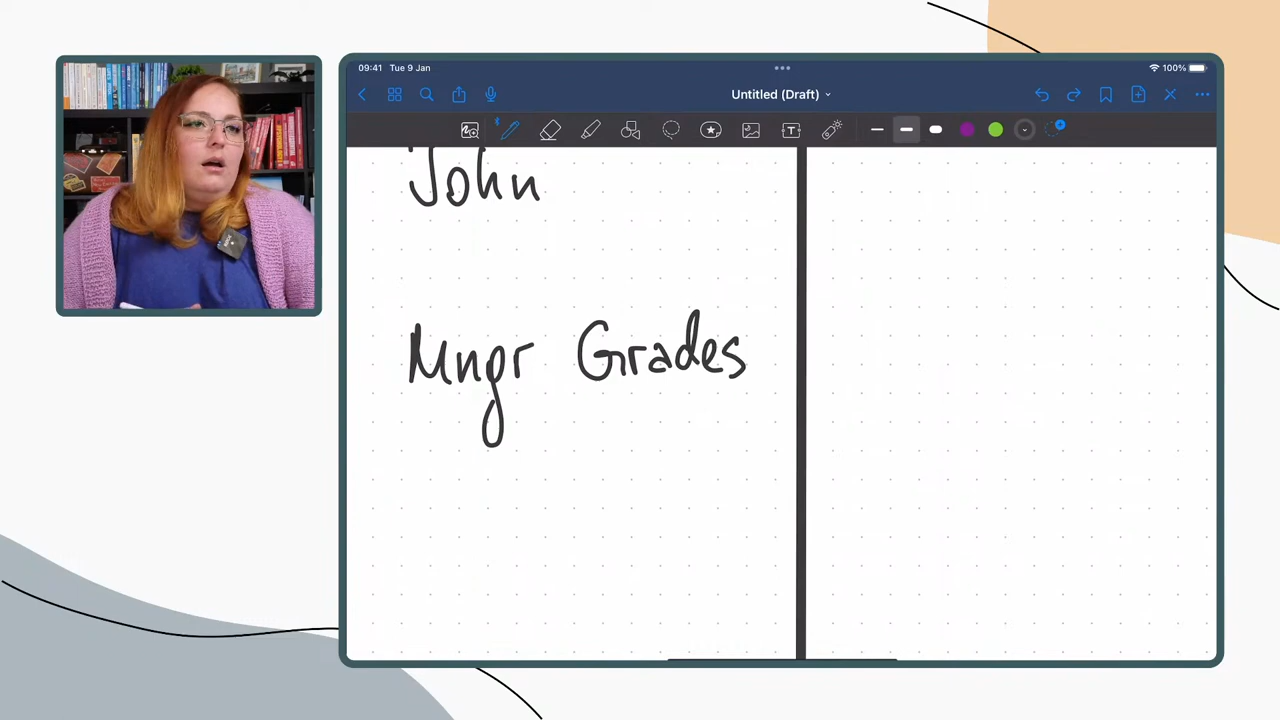 09:41 Tue 9 Jan
100%
Untitled (Draft)
John
Mngr Grades